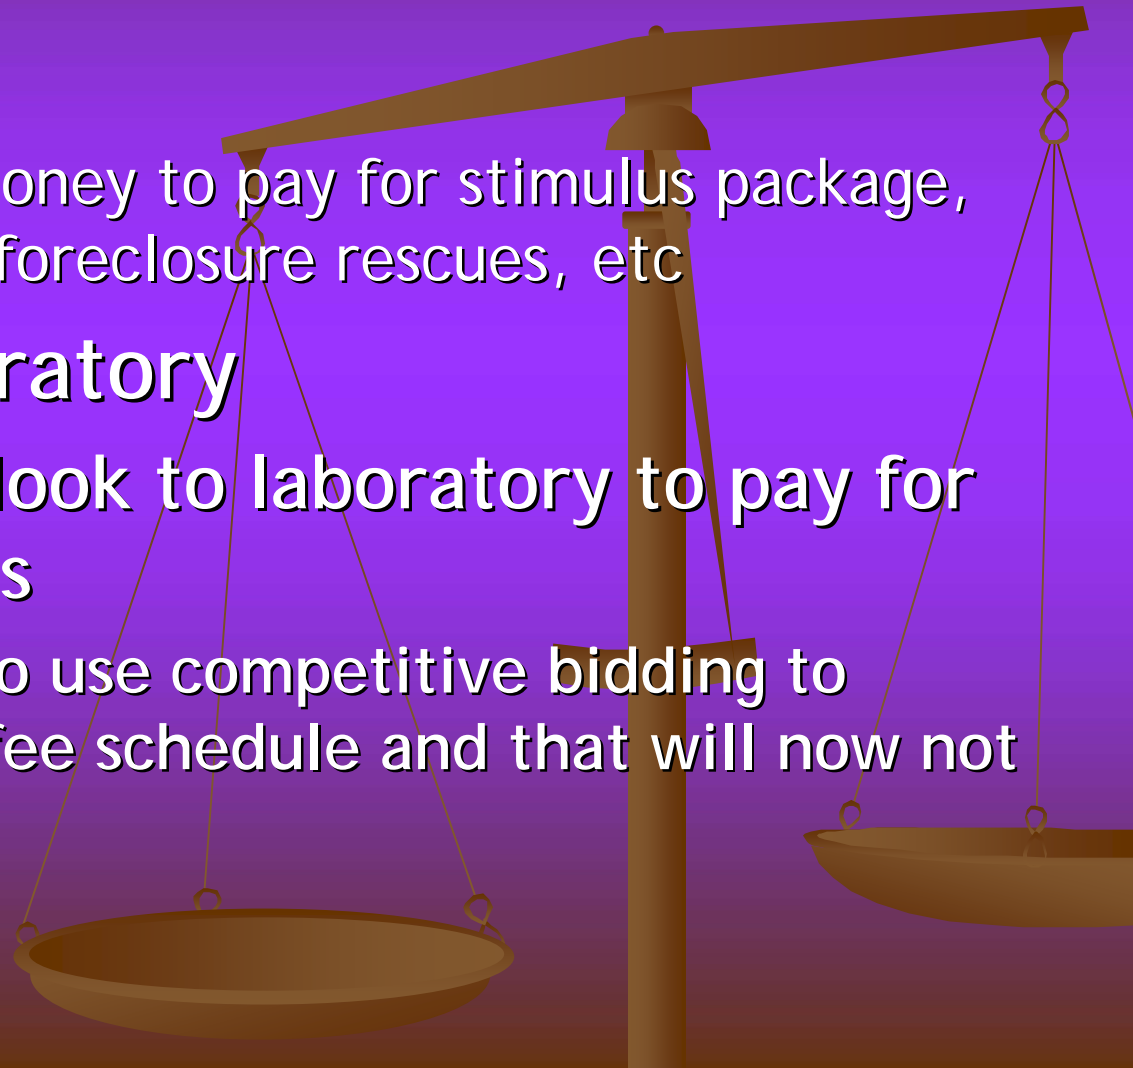 oney to pay for stimulus package,
foreclosure rescues, etc
ratory
look to laboratory to pay for
s
o use competitive bidding to
fee schedule and that will now not